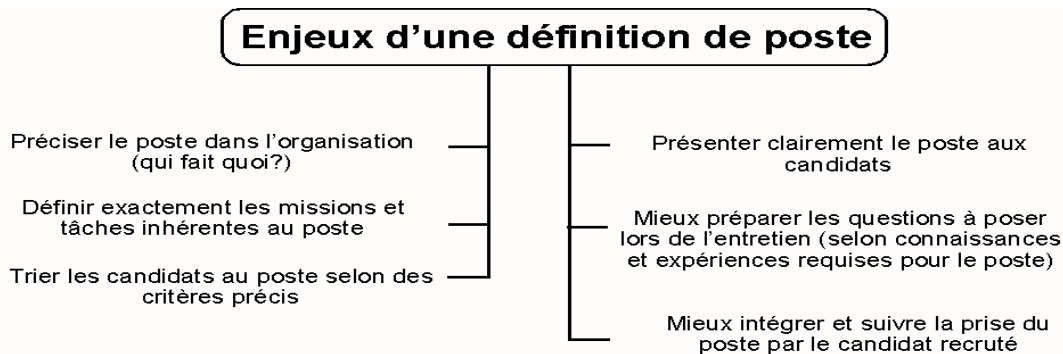 Enjeux d'une définition de poste
Préciser le poste dans l'organisation
(qui fait quoi?)
Définir exactement les missions et
tâches inhérentes au poste
Trier les candidats au poste selon des
critères précis
Présenter clairement le poste aux
candidats
Mieux préparer les questions à poser
lors de l'entretien (selon connaissances
et expériences requises pour le poste)
Mieux intégrer et suivre la prise du
poste par le candidat recruté